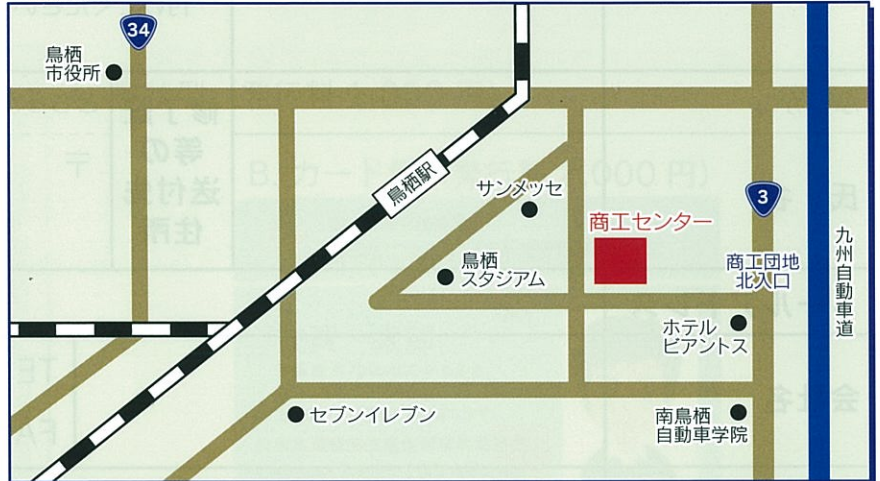 34
鳥栖
市役所
鳥栖駅
サンメッセ
商工センター
3
鳥栖
スタジアム
商工団地
北入口
九州自動車道
ホテル
ビアントス
セブンイレブン
南鳥栖
自動車学院